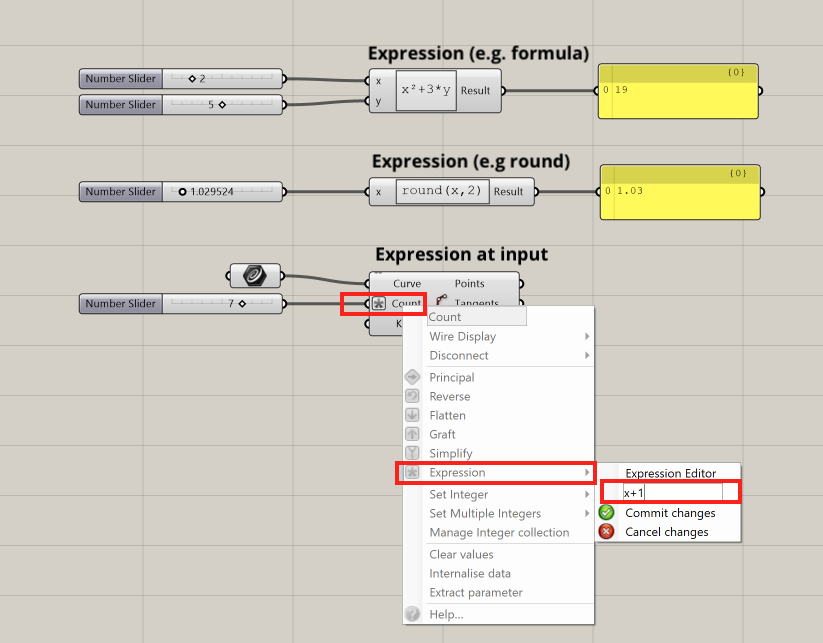 Expression (e.g. formula)
Number Slider 2
Number Slider 5
x
y
x²+3*y
Result
{0}
0 19
Expression (e.g round)
Number Slider 1.029524
x
round(x,2)
Result
{0}
0 1.03
Expression at input
Number Slider 7
Curve Points
Count Tangents
K
Count
Wire Display
Disconnect
Principal
Reverse
Flatten
Graft
Simplify
Expression
Set Integer
Set Multiple Integers
Manage Integer collection
Clear values
Internalise data
Extract parameter
Help...
Expression Editor
x+1
Commit changes
Cancel changes